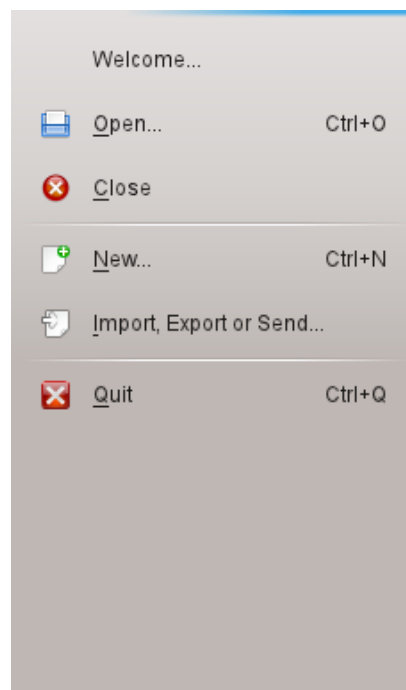 Welcome...
Open... Ctrl+O
Close
New... Ctrl+N
Import, Export or Send...
Quit Ctrl+Q